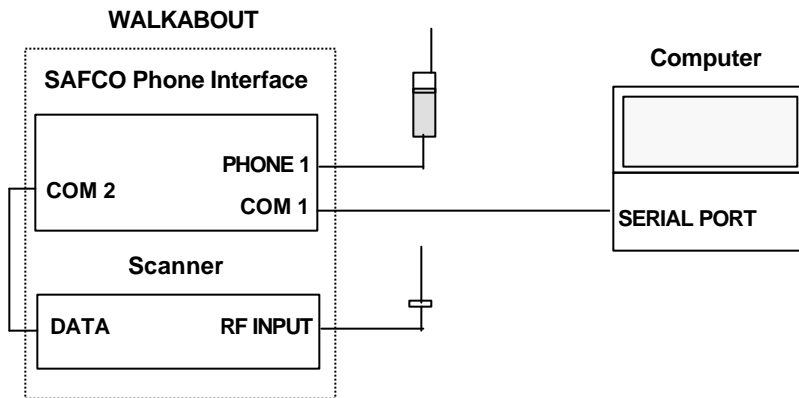 WALKABOUT
SAFCO Phone Interface
Computer
PHONE 1
COM 2
COM 1
SERIAL PORT
Scanner
DATA
RF INPUT